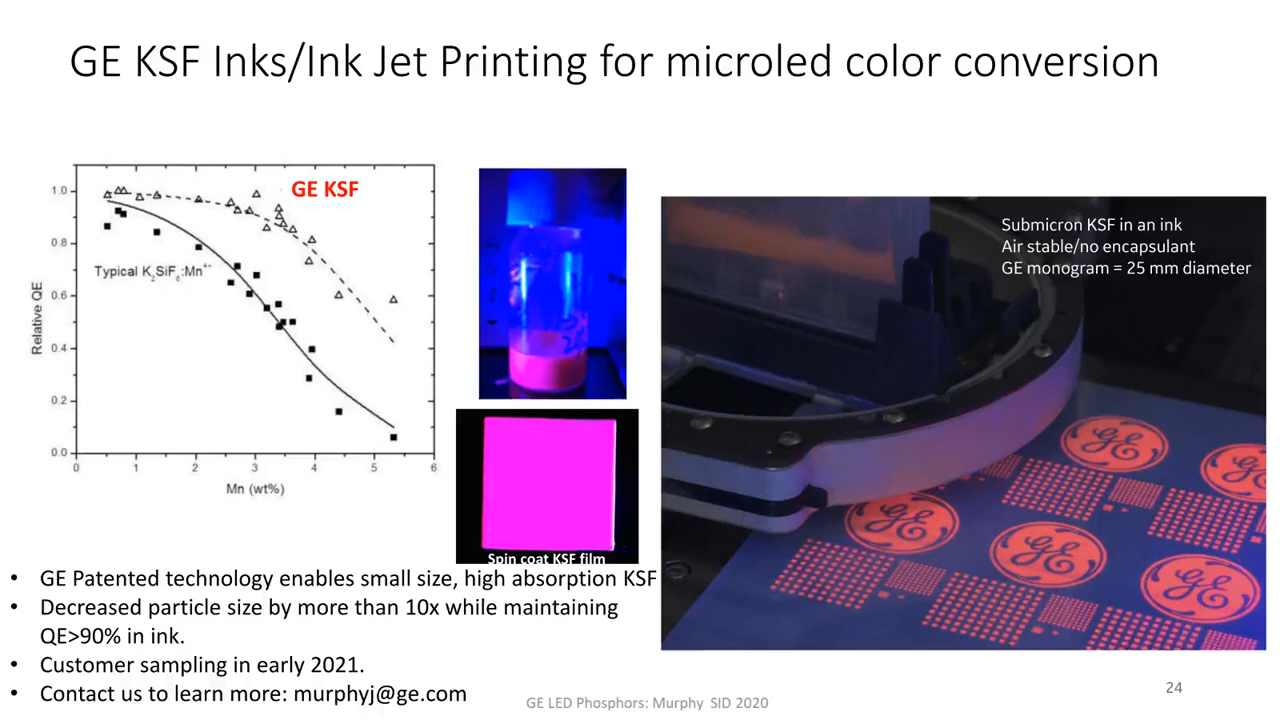 GE KSF Inks/Ink Jet Printing for microled color conversion
1.0
0.8
0.6
0.4
0.2
0.0
Relative QE
GE KSF
Typical K2SiF6:Mn4+
0 1 2 3 4 5 6
Mn (wt%)
Spin coat KSF film
Submicron KSF in an ink
Air stable/no encapsulant
GE monogram = 25 mm diameter
GE
GE
GE
GE
GE
• GE Patented technology enables small size, high absorption KSF
• Decreased particle size by more than 10x while maintaining
QE>90% in ink.
• Customer sampling in early 2021.
• Contact us to learn more: murphyj@ge.com
GE LED Phosphors: Murphy SID 2020
24